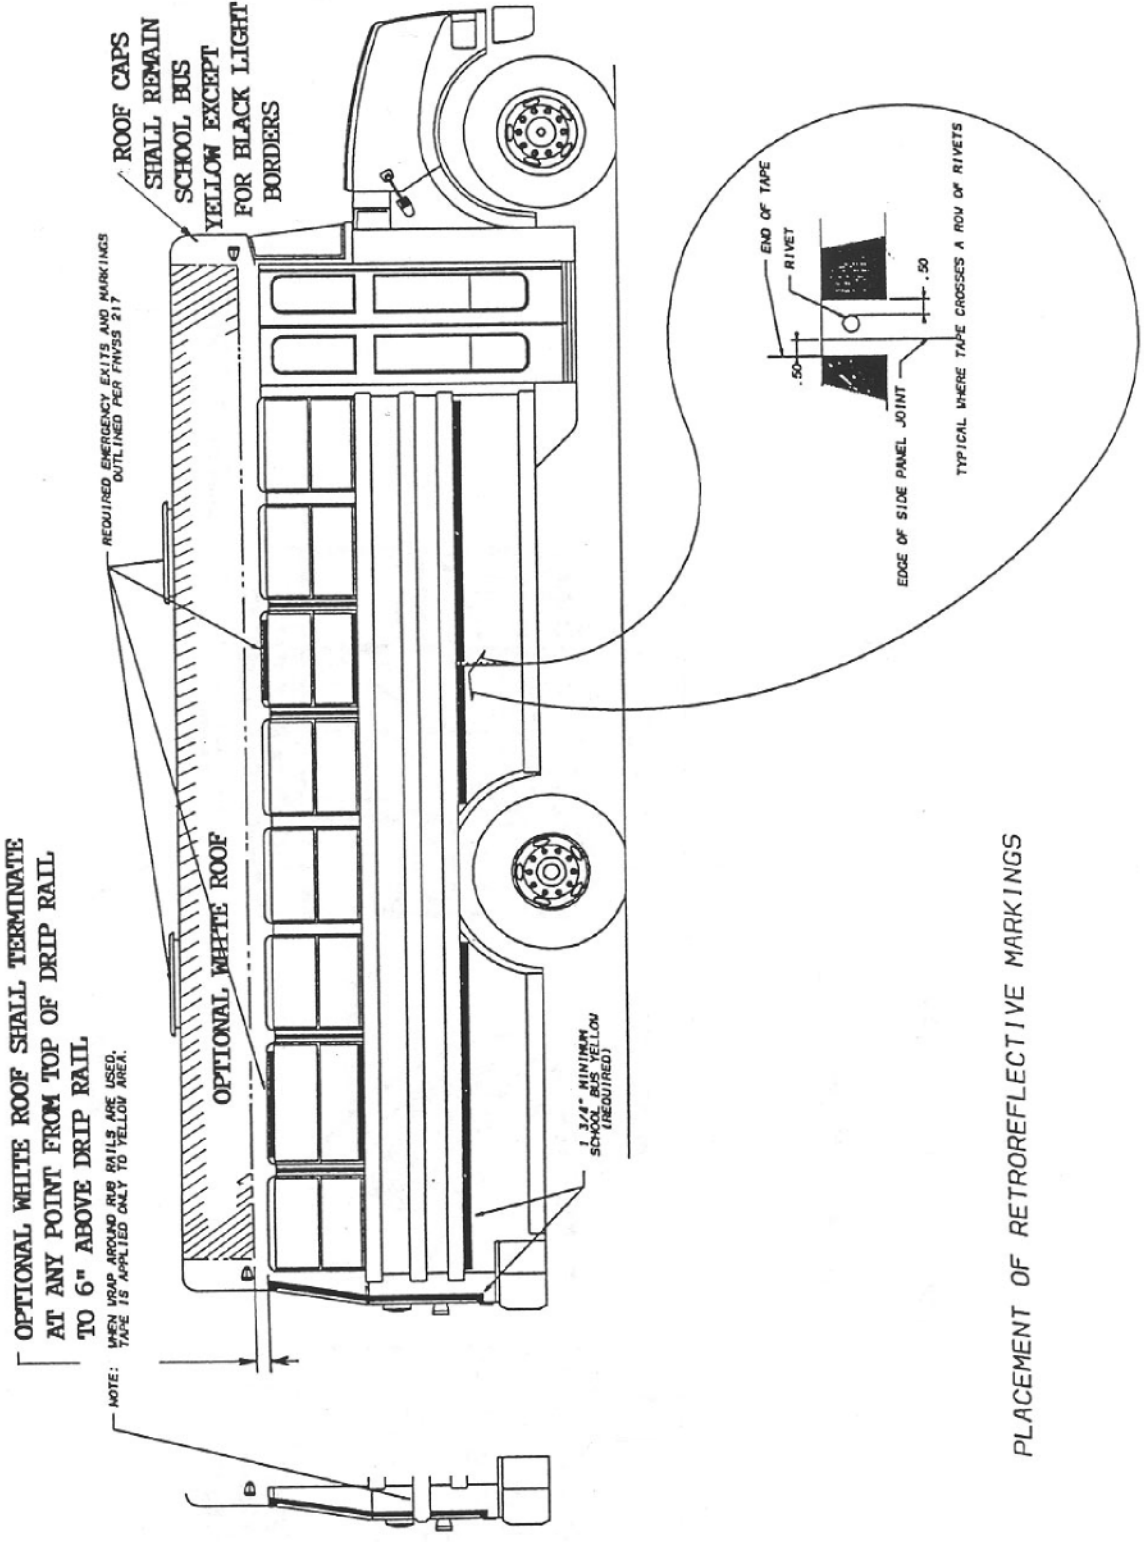 OPTIONAL WHITE ROOF SHALL TERMINATE
AT ANY POINT FROM TOP OF DRIP RAIL
TO 6" ABOVE DRIP RAIL
NOTE: WHEN WRAP AROUND RUB RAILS ARE USED,
TAPE IS APPLIED ONLY TO YELLOW AREA.
REQUIRED EMERGENCY EXITS AND MARKINGS
OUTLINED PER FMVSS 217
ROOF CAPS
SHALL REMAIN
SCHOOL BUS
YELLOW EXCEPT
FOR BLACK LIGHT
BORDERS
OPTIONAL WHITE ROOF
1 3/4" MINIMUM
SCHOOL BUS YELLOW
(REQUIRED)
END OF TAPE
RIVET
.50
.50
EDGE OF SIDE PANEL JOINT
TYPICAL WHERE TAPE CROSSES A ROW OF RIVETS
PLACEMENT OF RETROREFLECTIVE MARKINGS